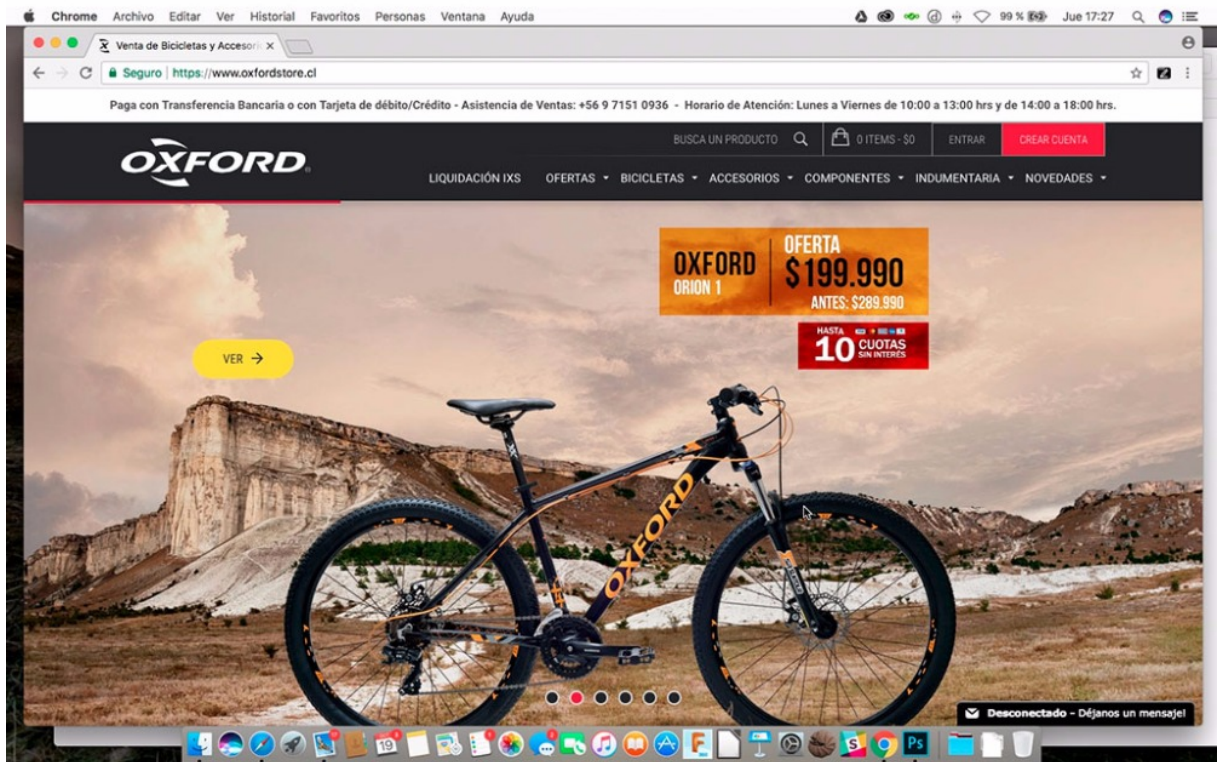 Chrome Archivo Editar Ver Historial Favoritos Personas Ventana Ayuda
99 % Jue 17:27
Venta de Bicicletas y Accesori
Seguro https://www.oxfordstore.cl
Paga con Transferencia Bancaria o con Tarjeta de débito/Crédito - Asistencia de Ventas: +56 9 7151 0936 - Horario de Atención: Lunes a Viernes de 10:00 a 13:00 hrs y de 14:00 a 18:00 hrs.
BUSCA UN PRODUCTO 0 ITEMS - $0 ENTRAR CREAR CUENTA
OXFORD
LIQUIDACIÓN IXS OFERTAS BICICLETAS ACCESORIOS COMPONENTES INDUMENTARIA NOVEDADES
OXFORD
ORION 1
OFERTA
$199.990
ANTES: $289.990
HASTA
10 CUOTAS
SIN INTERÉS
VER →
OXFORD
Desconectado - Déjanos un mensaje!
19
Ps